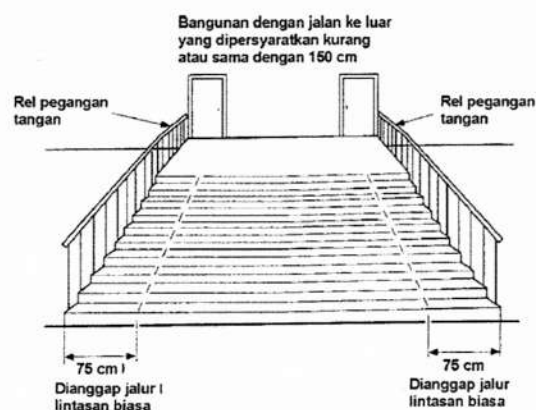 Bangunan dengan jalan ke luar
yang dipersyaratkan kurang
atau sama dengan 150 cm
Rel pegangan
tangan
Rel pegangan
tangan
75 cm
Dianggap jalur
lintasan biasa
75 cm
Dianggap jalur
lintasan biasa